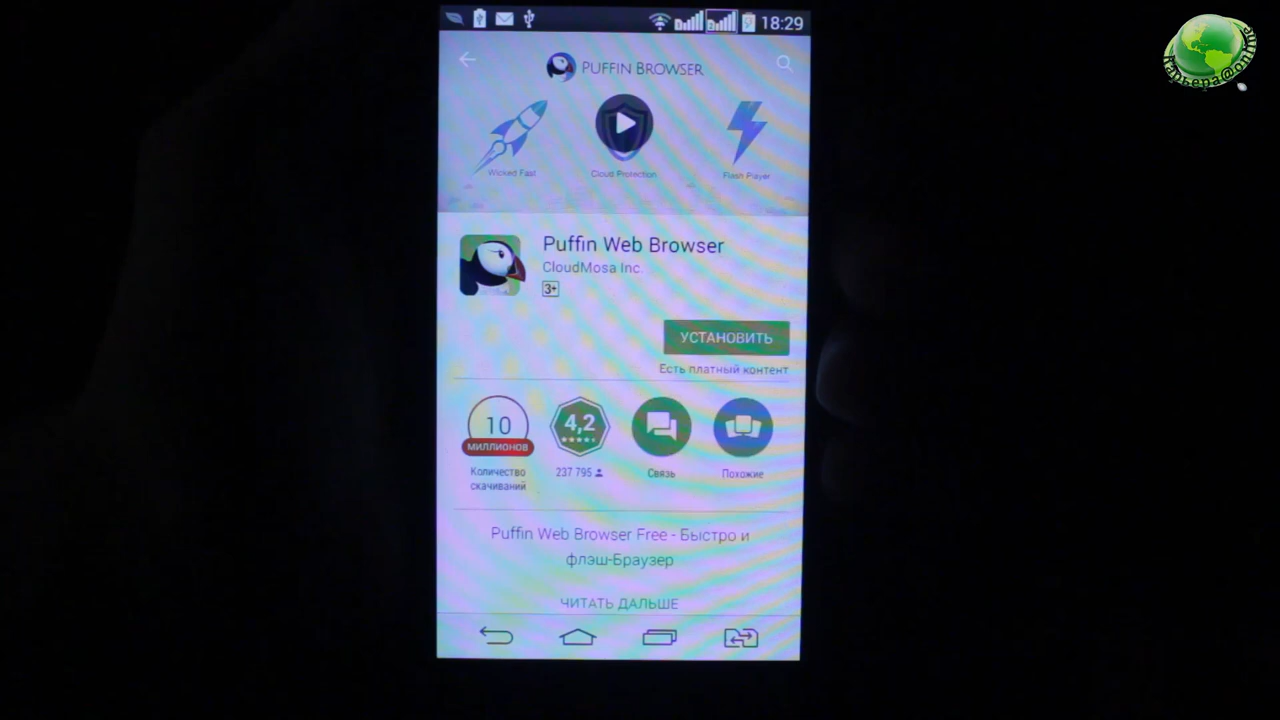 18:29
PUFFIN BROWSER
Wicked Fast
Cloud Protection
Flash Player
Puffin Web Browser
CloudMosa Inc.
3+
УСТАНОВИТЬ
Есть платный контент
10
МИЛЛИОНОВ
Количество
скачиваний
4,2
237 795
Связь
Похожие
Puffin Web Browser Free - Быстро и
флэш-Браузер
ЧИТАТЬ ДАЛЬШЕ
Карьера@online